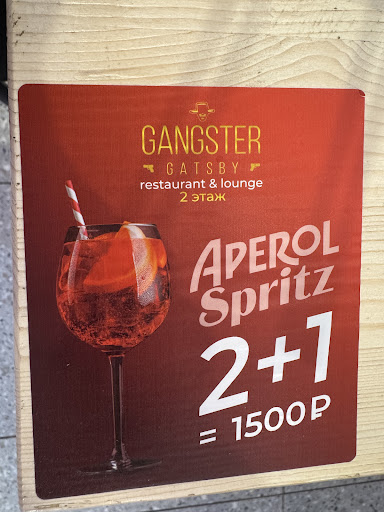 GANGSTER
GATSBY
restaurant & lounge
2 этаж
APEROL
Spritz
2+1
= 1500₽